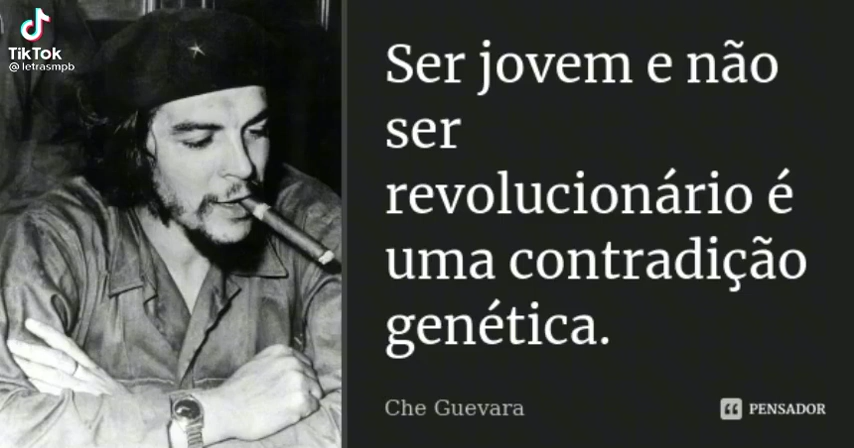 TikTok
@letrasmpb
Ser jovem e não
ser
revolucionário é
uma contradição
genética.
Che Guevara
PENSADOR